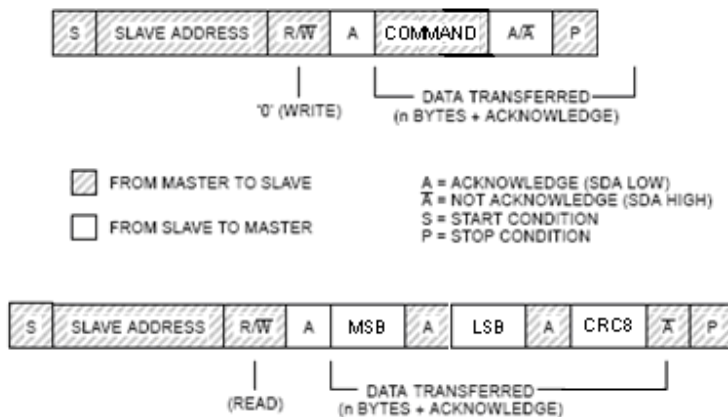 S SLAVE ADDRESS R/W̅ A COMMAND A/A̅ P
'0' (WRITE)
DATA TRANSFERRED
(n BYTES + ACKNOWLEDGE)
FROM MASTER TO SLAVE
FROM SLAVE TO MASTER
A = ACKNOWLEDGE (SDA LOW)
A̅ = NOT ACKNOWLEDGE (SDA HIGH)
S = START CONDITION
P = STOP CONDITION
S SLAVE ADDRESS R/W̅ A MSB A LSB A CRC8 A̅ P
(READ)
DATA TRANSFERRED
(n BYTES + ACKNOWLEDGE)